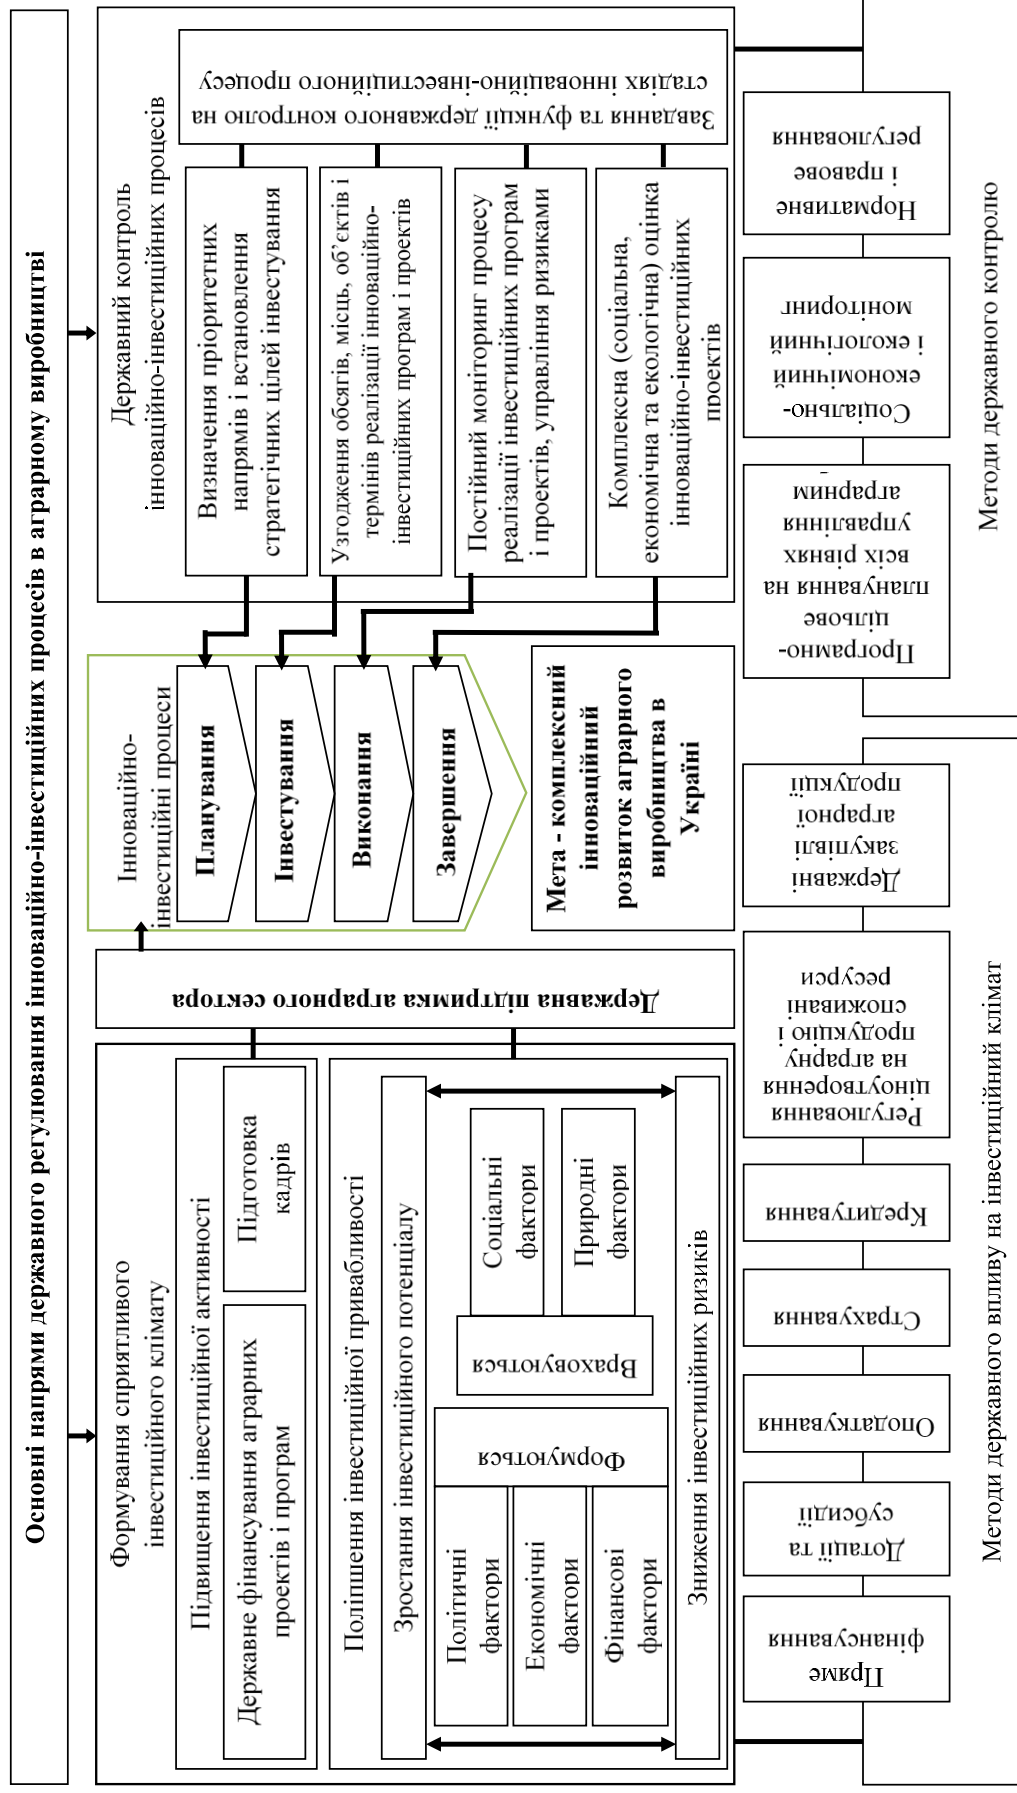 Основні напрями державного регулювання інноваційно-інвестиційних процесів в аграрному виробництві
Формування сприятливого
інвестиційного клімату
Підвищення інвестиційної активності
Державне фінансування аграрних
проектів і програм
Підготовка
кадрів
Поліпшення інвестиційної привабливості
Зростання інвестиційного потенціалу
Політичні
фактори
Економічні
фактори
Фінансові
фактори
Формуються
Враховуються
Соціальні
фактори
Природні
фактори
Зниження інвестиційних ризиків
Державна підтримка аграрного сектора
Інноваційно-
інвестиційні процеси
Планування
Інвестування
Виконання
Завершення
Мета - комплексний
інноваційний
розвиток аграрного
виробництва в
Україні
Державний контроль
інноваційно-інвестиційних процесів
Визначення пріоритетних
напрямів і встановлення
стратегічних цілей інвестування
Узгодження обсягів, місць, об’єктів і
термінів реалізації інноваційно-
інвестиційних програм і проектів
Постійний моніторинг процесу
реалізації інвестиційних програм
і проектів, управління ризиками
Комплексна (соціальна,
економічна та екологічна) оцінка
інноваційно-інвестиційних
проектів
Завдання та функції державного контролю на
стадіях інноваційно-інвестиційного процесу
Пряме
фінансування
Дотації та
субсидії
Оподаткування
Страхування
Кредитування
Регулювання
ціноутворення
на аграрну
продукцію і
споживані
ресурси
Державні
закупівлі
аграрної
продукції
Методи державного впливу на інвестиційний клімат
Програмно-
цільове
планування на
всіх рівнях
управління
аграрним
Соціально-
економічний
і екологічний
моніторинг
Нормативне
і правове
регулювання
Методи державного контролю